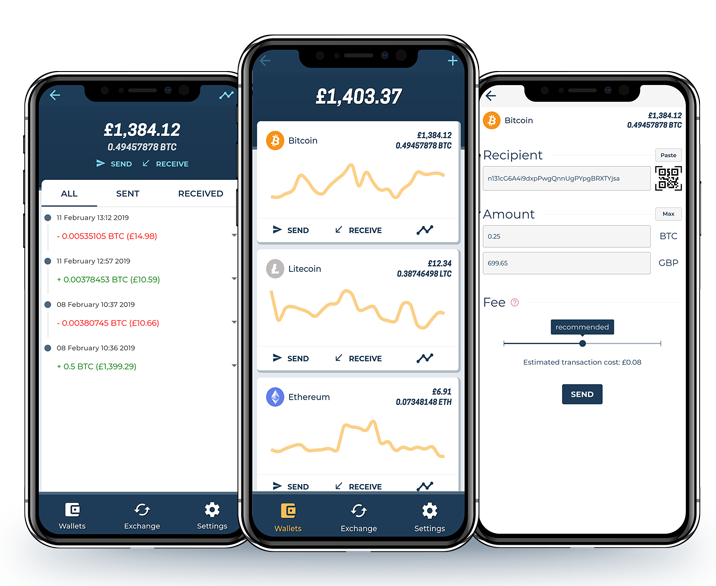 £1,384.12
0.49457878 BTC
SEND RECEIVE
ALL SENT RECEIVED
11 February 13:12 2019
- 0.00535105 BTC (£14.98)
11 February 12:57 2019
+ 0.00378453 BTC (£10.59)
08 February 10:37 2019
- 0.00380745 BTC (£10.66)
08 February 10:36 2019
+ 0.5 BTC (£1,399.29)
Wallets Exchange Settings
£1,403.37
Bitcoin £1,384.12
0.49457878 BTC
SEND RECEIVE
Litecoin £12.34
0.38746498 LTC
SEND RECEIVE
Ethereum £6.91
0.07348148 ETH
SEND RECEIVE
Wallets Exchange Settings
Bitcoin £1,384.12
0.49457878 BTC
Recipient Paste
n131cG6A4i9dxpPwgQnnUgPYpgBRXTYjsa
Amount Max
0.25 BTC
699.65 GBP
Fee
recommended
Estimated transaction cost: £0.08
SEND